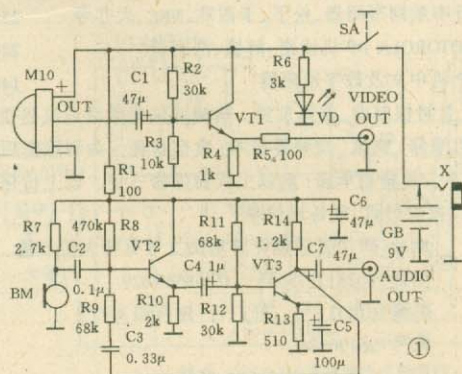 SA
M10
+
OUT
C1
47μ
+
R2
30k
R3
10k
R1
100
VT1
R4
1k
R6
3k
VD
R5 100
VIDEO
OUT
R7
2.7k
470k
R8
C2
0.1μ
BM
R9
68k
C3
0.33μ
VT2
R10
2k
C4 1μ
R11
68k
R12
30k
VT3
R14
1.2k
R13
510
+
C5
100μ
+
C6
47μ
C7
47μ
AUDIO
OUT
GB
9V
X
①